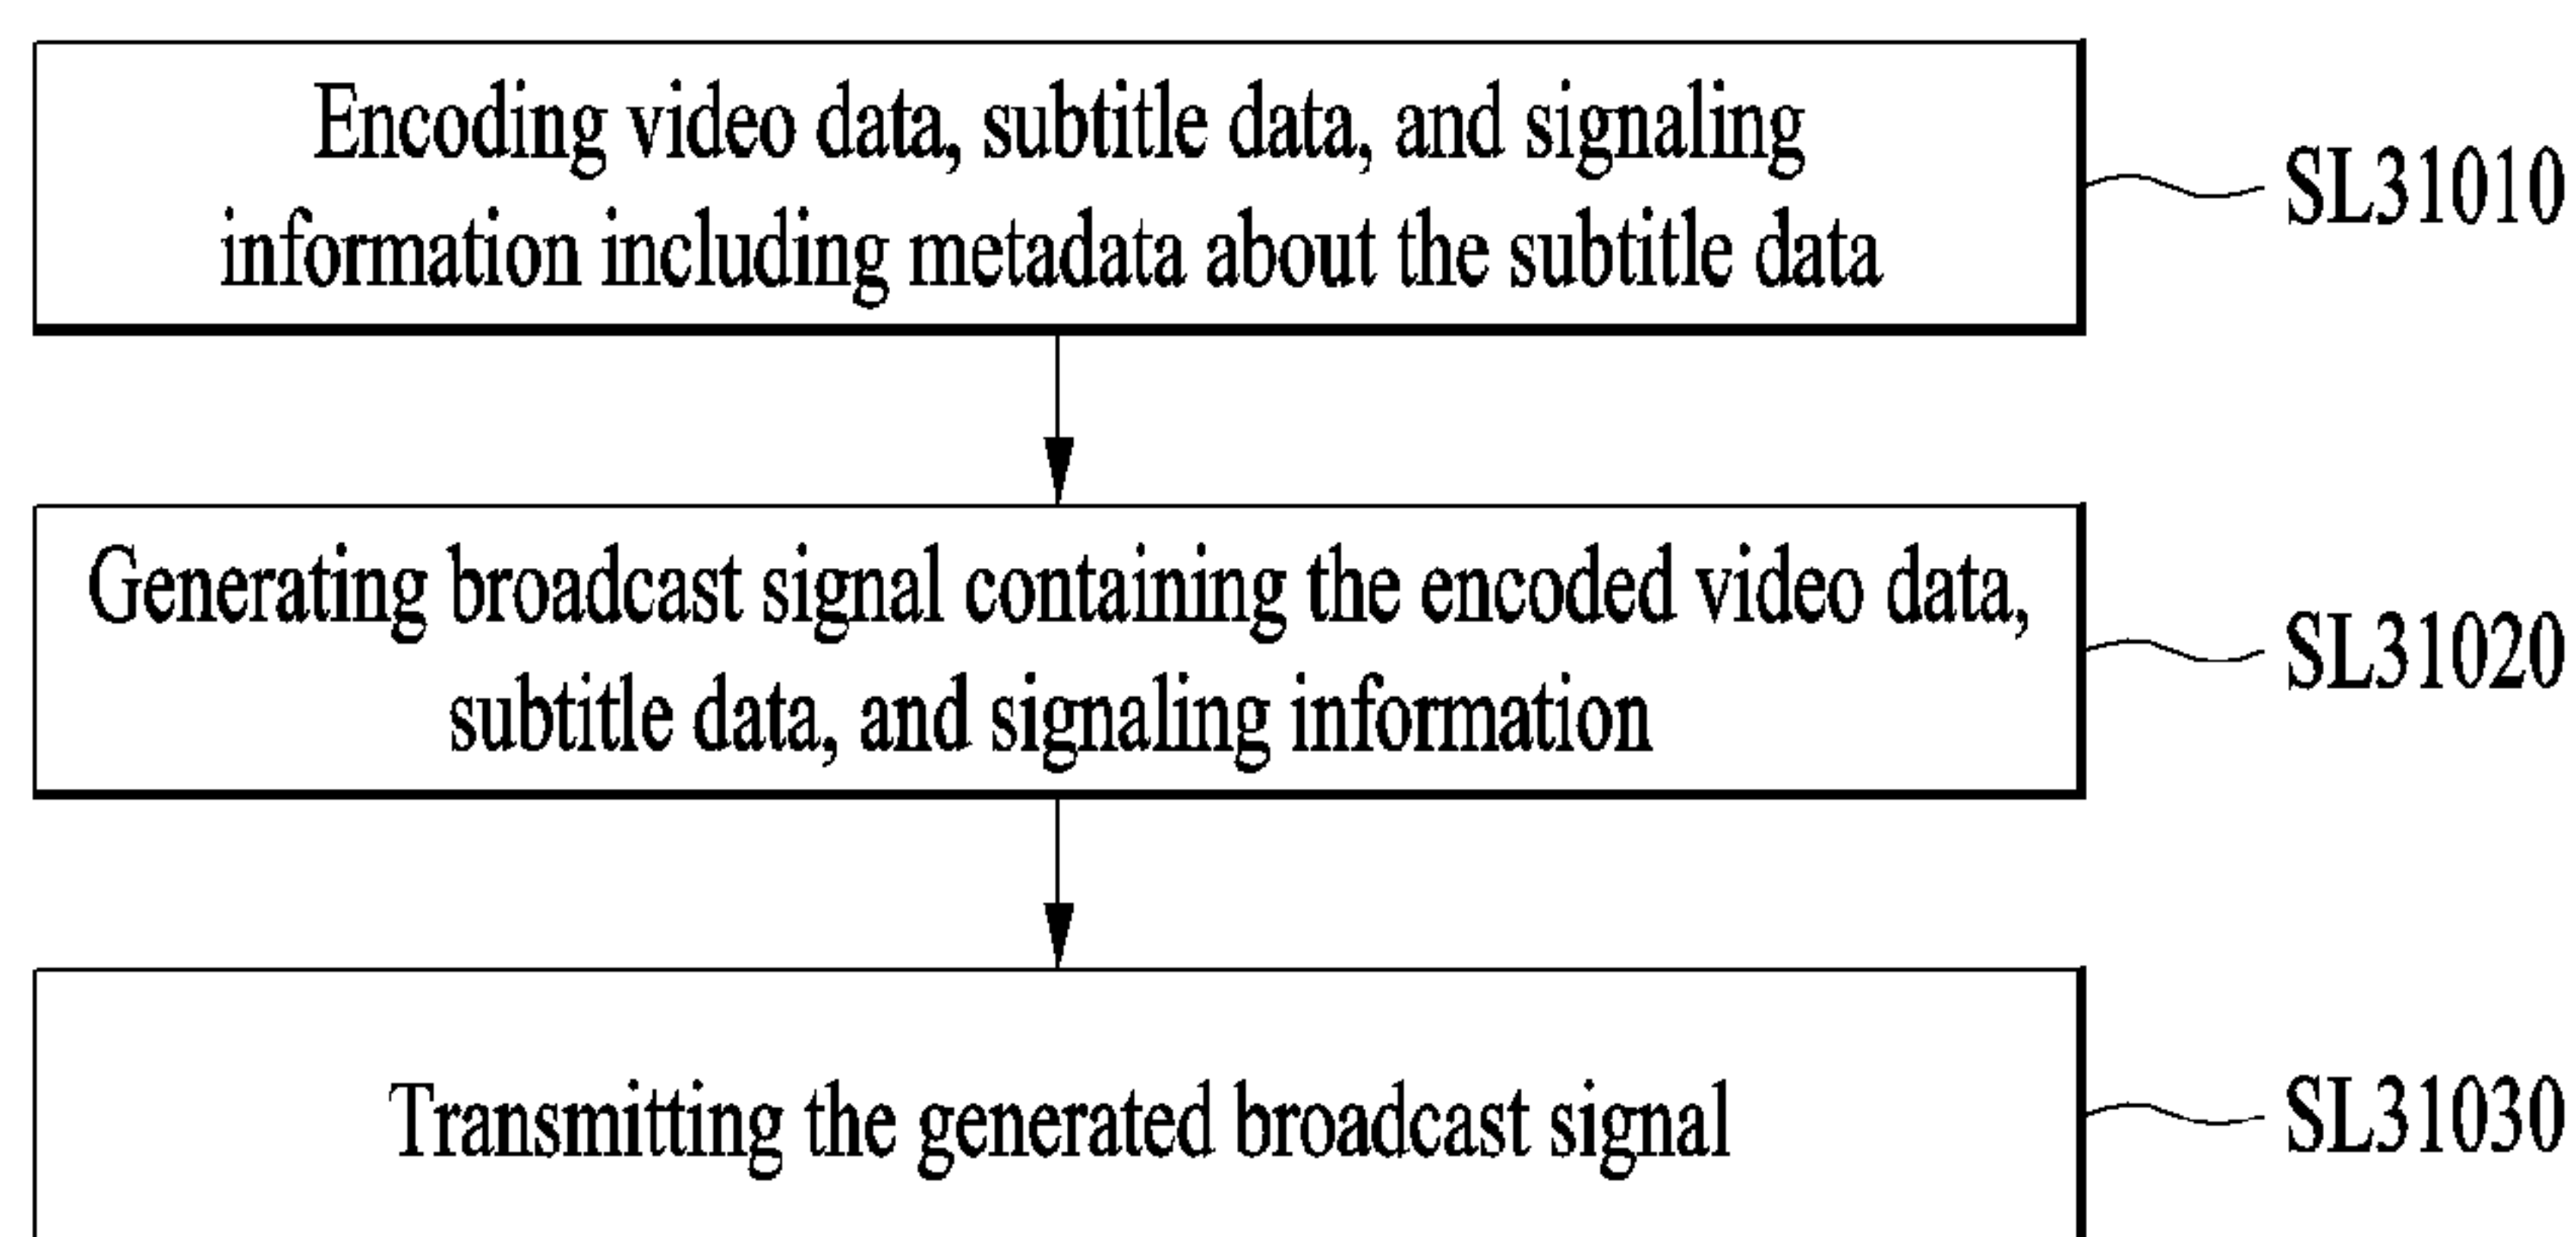 Encoding video data, subtitle data, and signaling
information including metadata about the subtitle data
SL31010
Generating broadcast signal containing the encoded video data,
subtitle data, and signaling information
SL31020
Transmitting the generated broadcast signal
SL31030